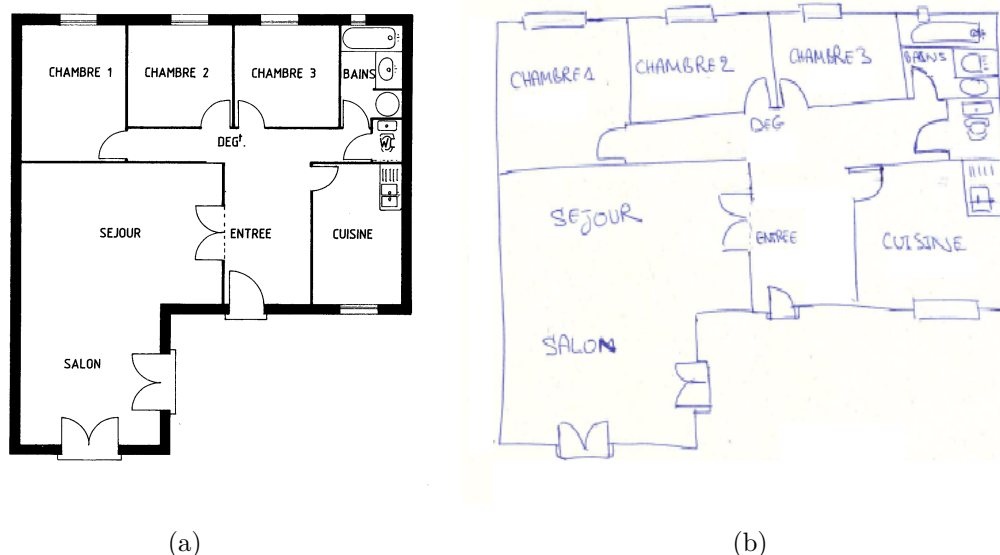 CHAMBRE 1
CHAMBRE 2
CHAMBRE 3
BAINS
WC
DEGt.
SEJOUR
ENTREE
CUISINE
SALON
(a)
CHAMBRE1
CHAMBRE2
CHAMBRE3
BAINS
DEG
SEJOUR
ENTREE
CUISINE
SALON
(b)